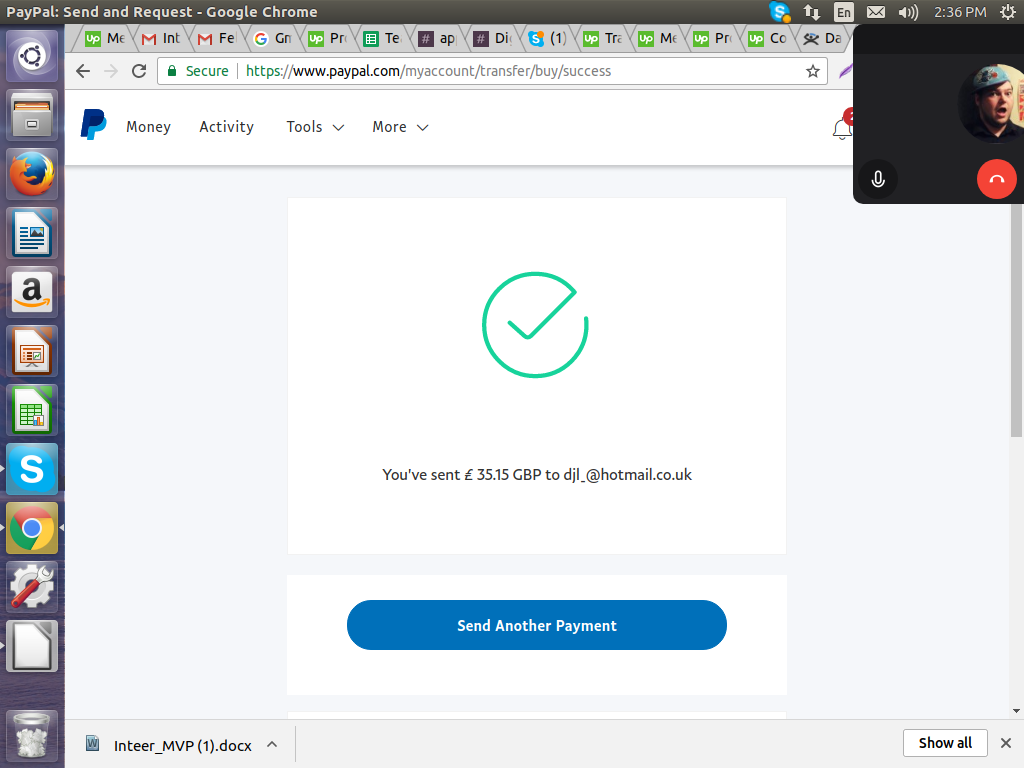 PayPal: Send and Request - Google Chrome
En
2:36 PM
Me
Int
Fe
Gm
Pr
Te
ap
Di
(1)
Tra
Me
Pr
Co
Da
Secure
https://www.paypal.com/myaccount/transfer/buy/success
Money
Activity
Tools
More
You've sent £ 35.15 GBP to djl_@hotmail.co.uk
Send Another Payment
Inteer_MVP (1).docx
Show all